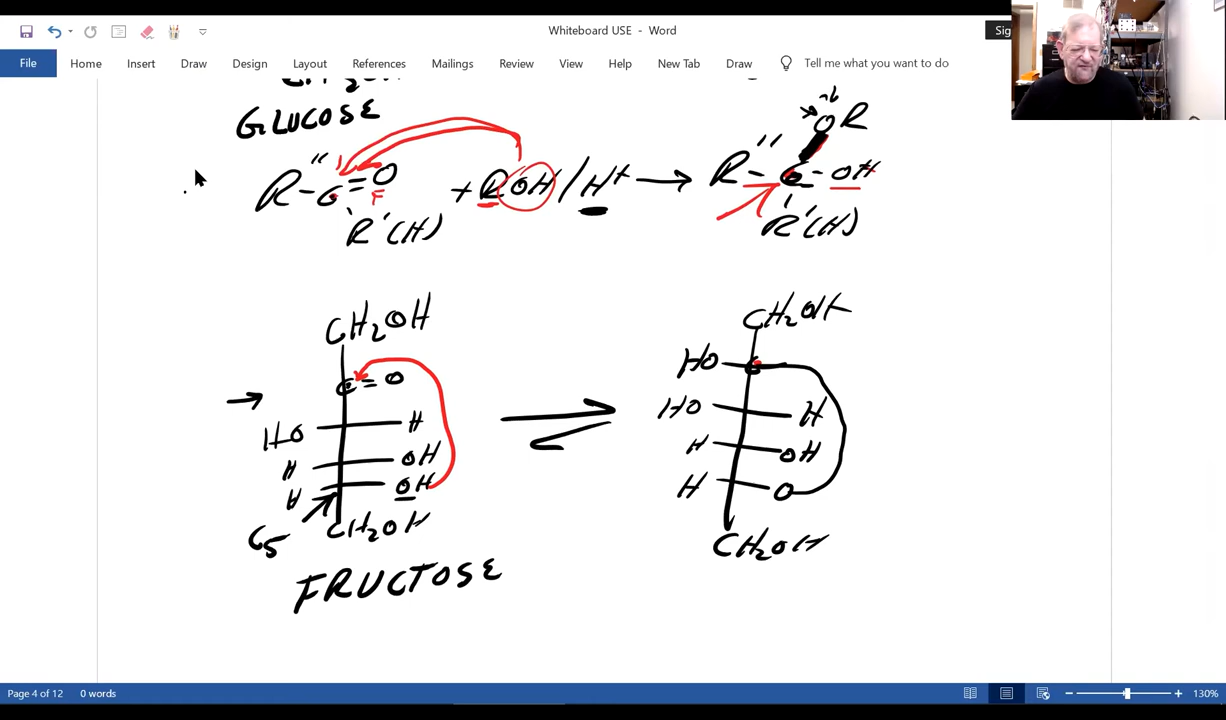 Whiteboard USE - Word
Sig
File Home Insert Draw Design Layout References Mailings Review View Help New Tab Draw Tell me what you want to do
GLUCOSE
R-C=O + ROH/H+ → R-C-OH
OR
R'(H)
R'(H)
CH2OH
C=O
HO H
H OH
H OH
C5
CH2OH
FRUCTOSE
CH2OH
HO C
HO H
H OH
H O
CH2OH
Page 4 of 12 0 words 130%